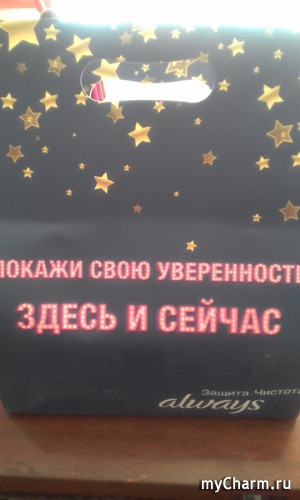 ПОКАЖИ СВОЮ УВЕРЕННОСТЬ
ЗДЕСЬ И СЕЙЧАС
Защита. Чистота
always
myCharm.ru